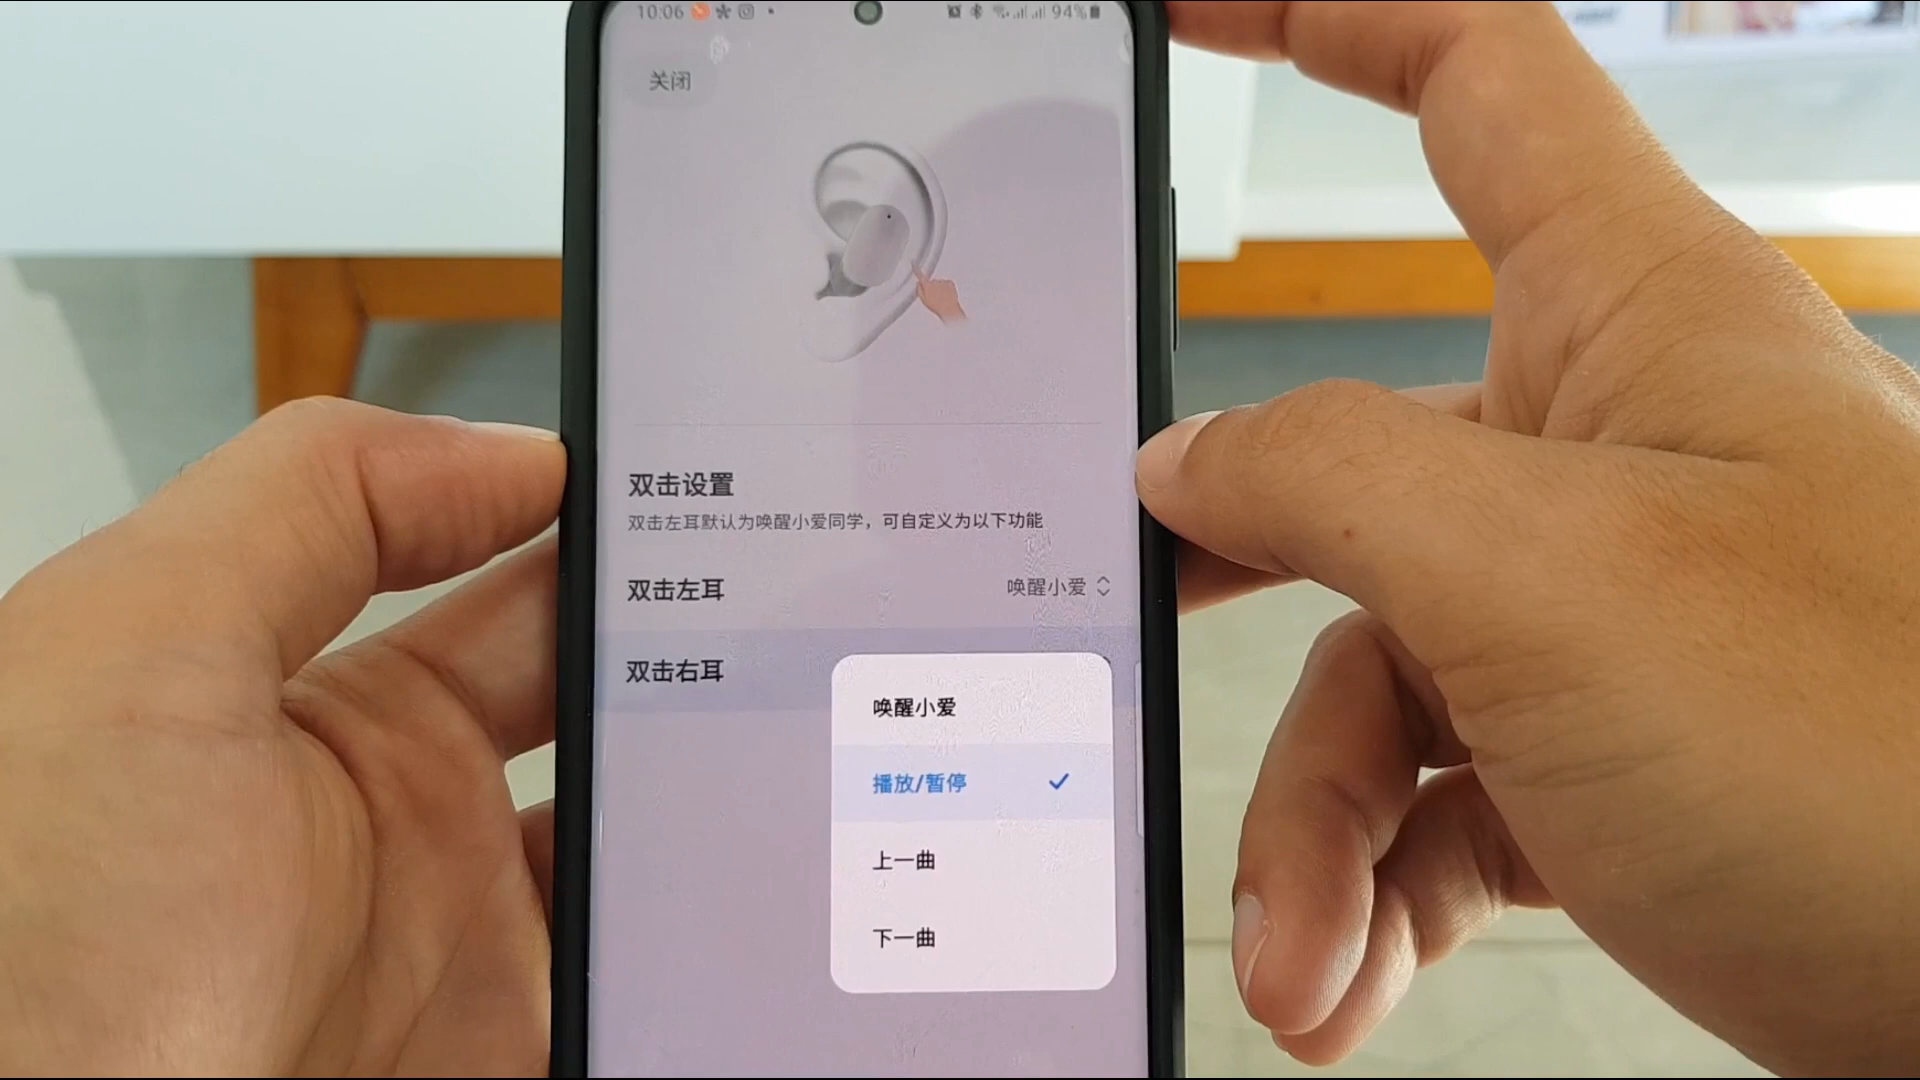 10:06
94%
关闭
双击设置
双击左耳默认为唤醒小爱同学，可自定义为以下功能
双击左耳
唤醒小爱
双击右耳
唤醒小爱
播放/暂停
上一曲
下一曲